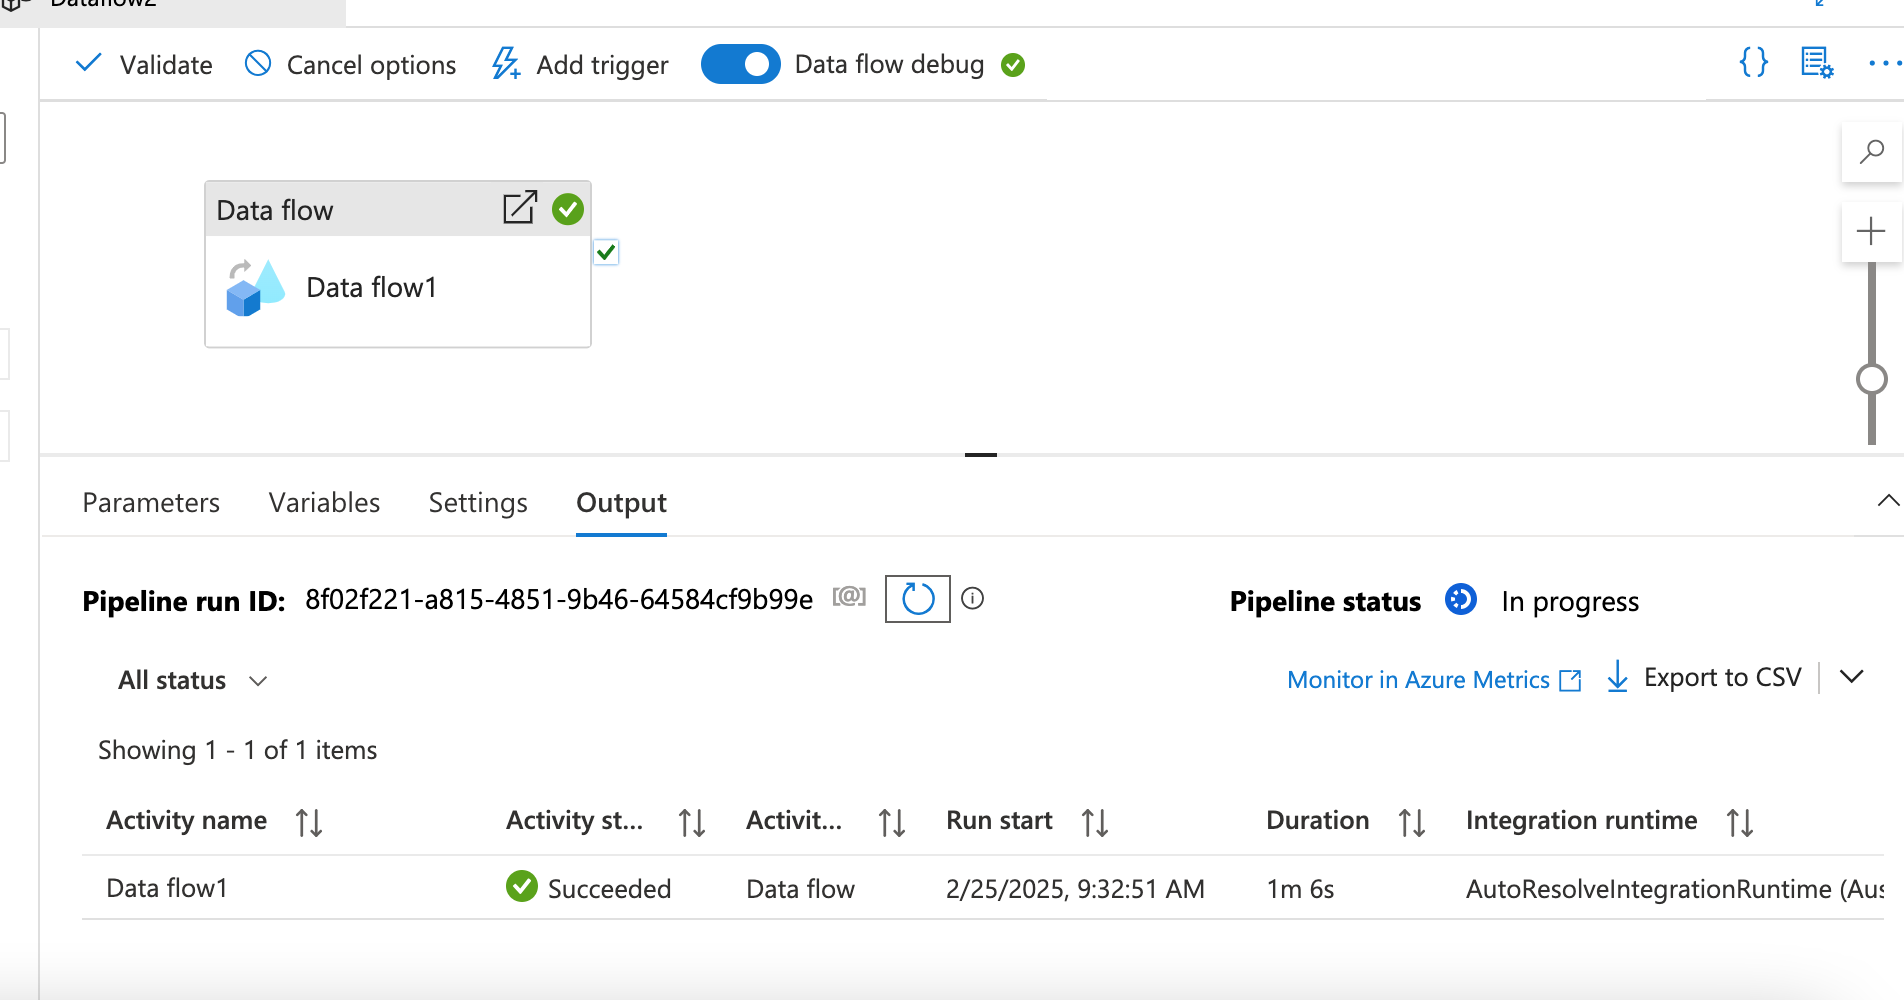 Dataflow2
Validate Cancel options Add trigger Data flow debug
Data flow
Data flow1
Parameters Variables Settings Output
Pipeline run ID: 8f02f221-a815-4851-9b46-64584cf9b99e [@] Pipeline status In progress
All status Monitor in Azure Metrics Export to CSV
Showing 1 - 1 of 1 items
Activity name Activity st... Activit... Run start Duration Integration runtime
Data flow1 Succeeded Data flow 2/25/2025, 9:32:51 AM 1m 6s AutoResolveIntegrationRuntime (Aus